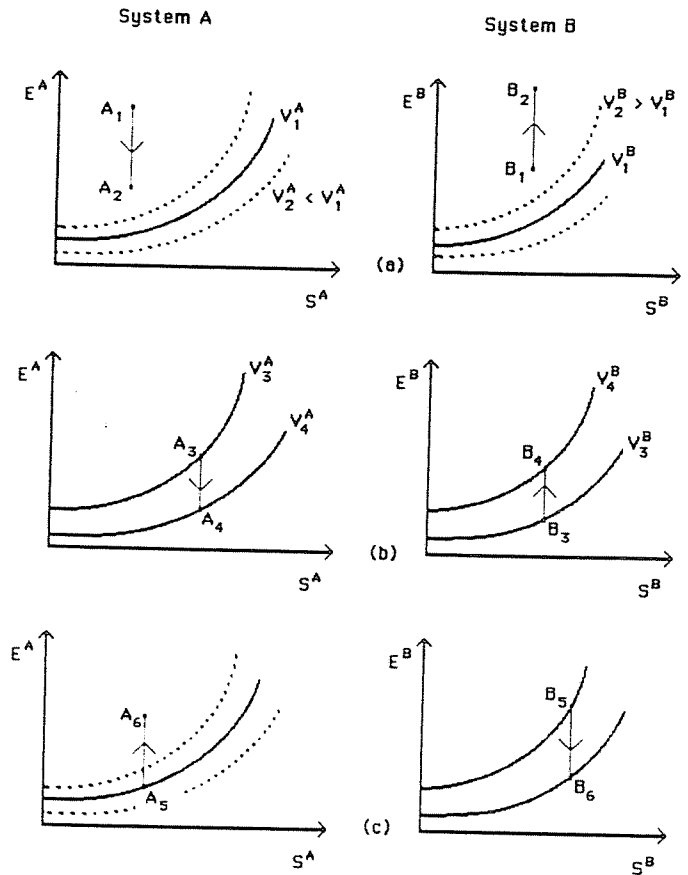 System A
System B
E^A
A_1
A_2
V_1^A
V_2^A < V_1^A
S^A
E^B
B_2
B_1
V_2^B > V_1^B
V_1^B
S^B
(a)
E^A
A_3
A_4
V_3^A
V_4^A
S^A
E^B
B_4
B_3
V_4^B
V_3^B
S^B
(b)
E^A
A_6
A_5
S^A
E^B
B_5
B_6
S^B
(c)